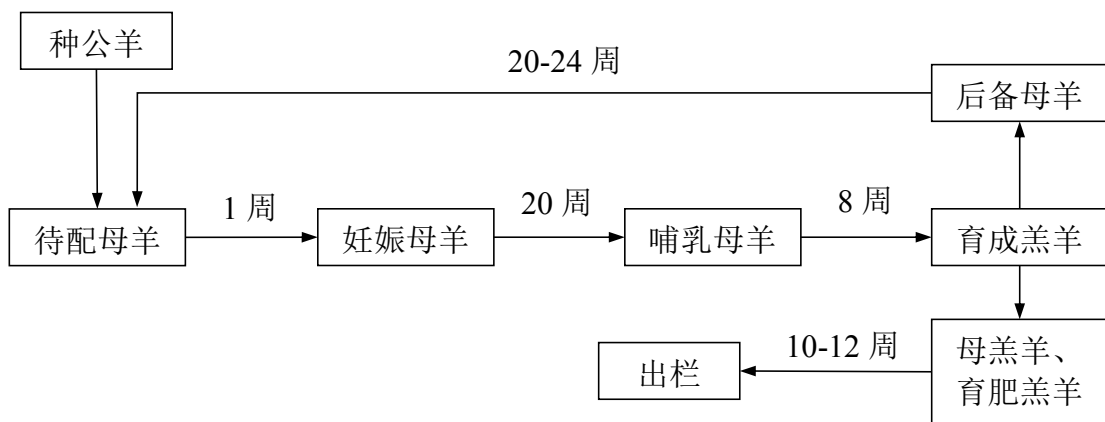 种公羊
20-24 周
后备母羊
1 周
20 周
8 周
待配母羊
妊娠母羊
哺乳母羊
育成羔羊
10-12 周
出栏
母羔羊、
育肥羔羊